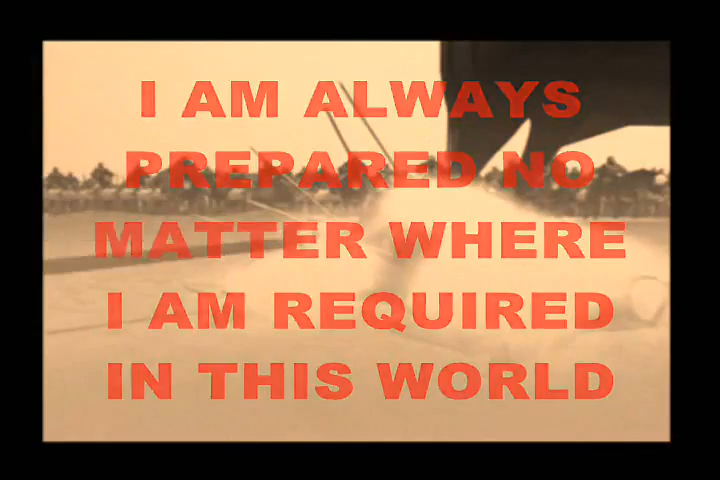 I AM ALWAYS
PREPARED NO
MATTER WHERE
I AM REQUIRED
IN THIS WORLD